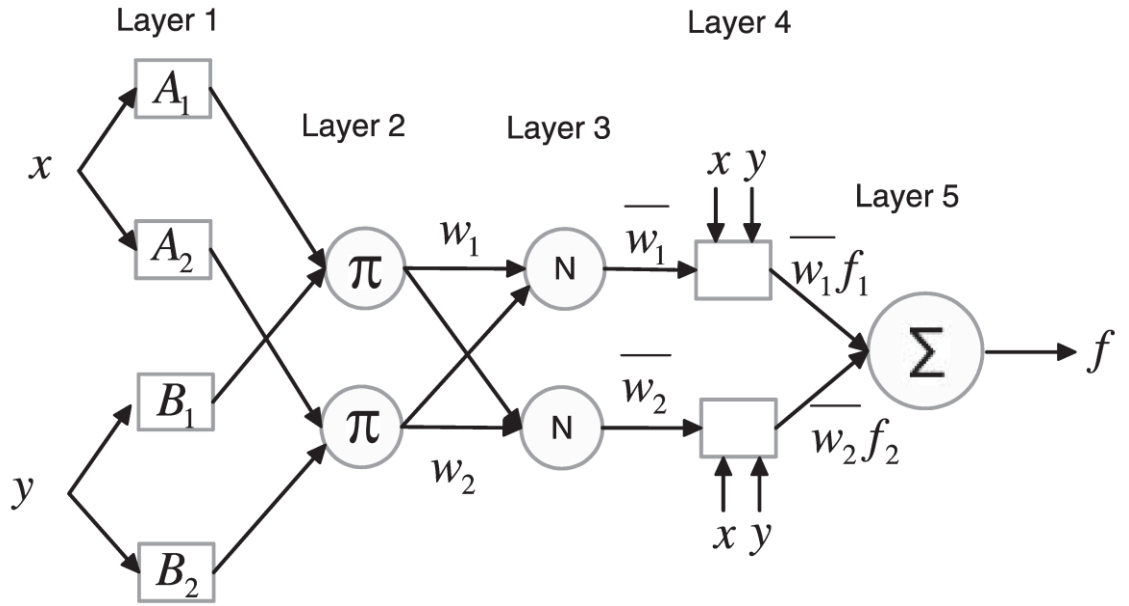 Layer 1
Layer 4
A₁
Layer 2
Layer 3
x
x y
Layer 5
A₂
w₁
w̅₁
w̅₁f₁
π
N
Σ
f
B₁
w̅₂
π
N
w̅₂f₂
w₂
y
x y
B₂